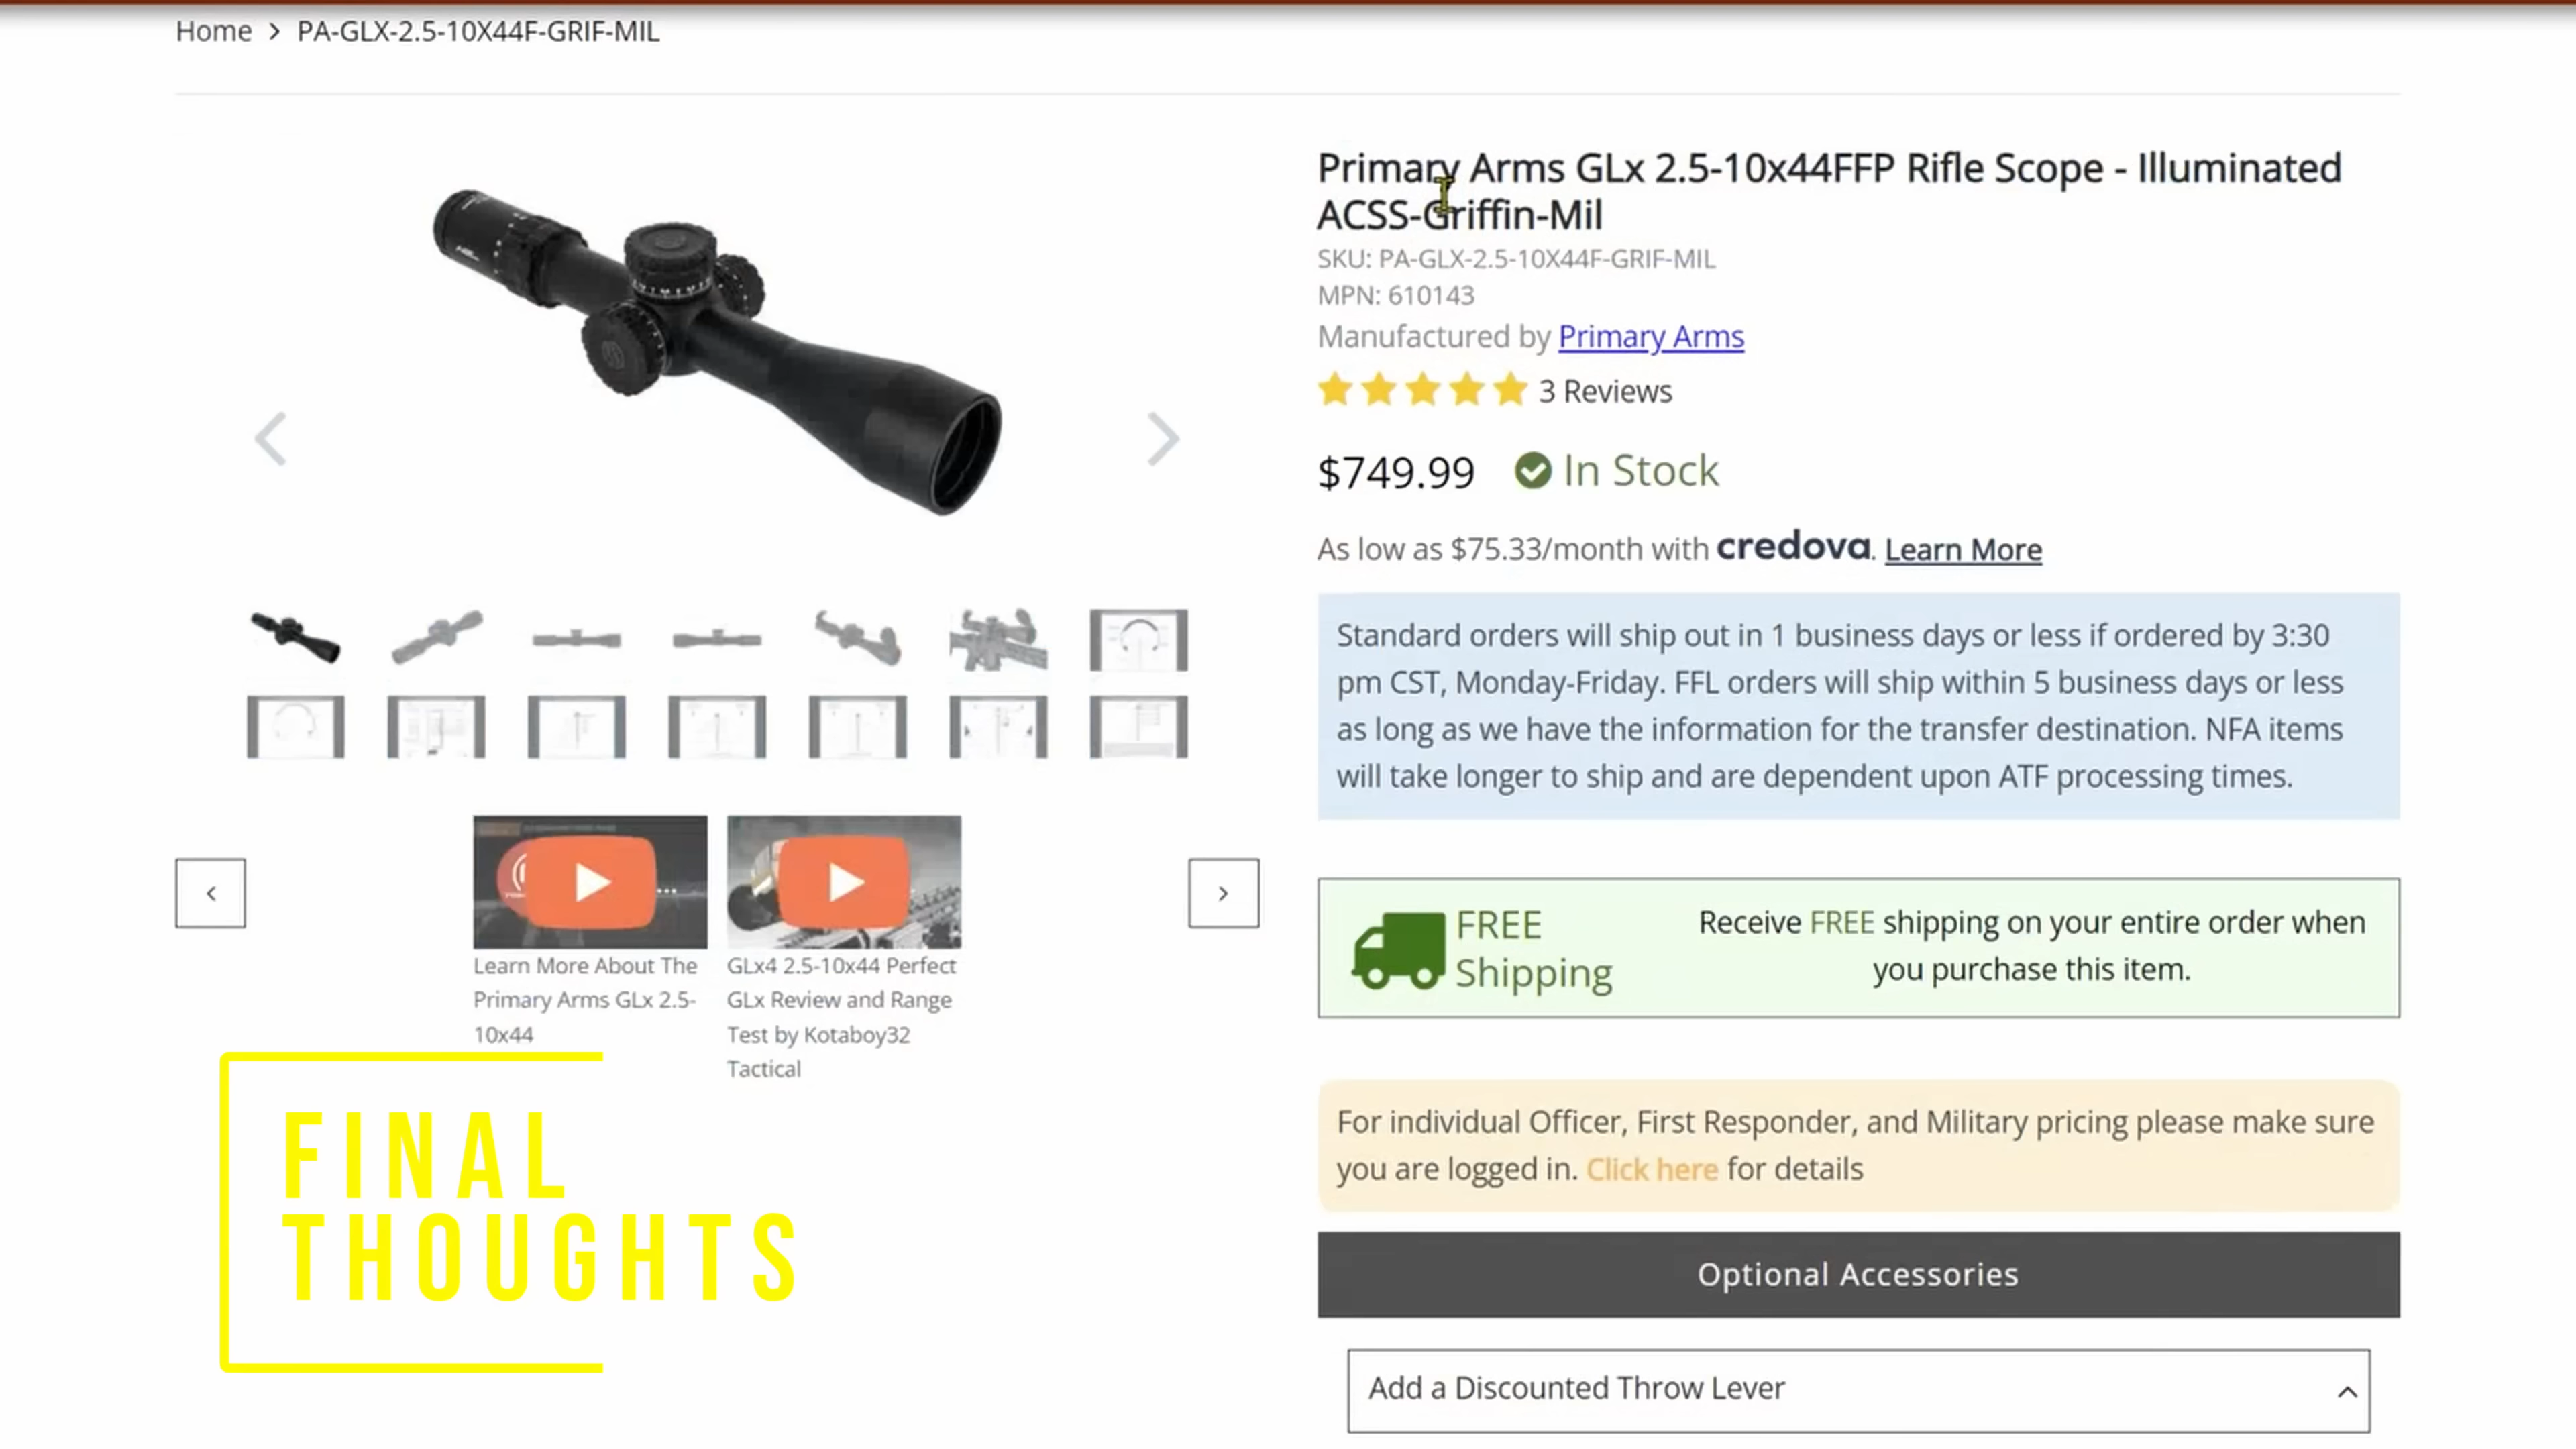 Home > PA-GLX-2.5-10X44F-GRIF-MIL
Primary Arms GLx 2.5-10x44FFP Rifle Scope - Illuminated
ACSS-Griffin-Mil
SKU: PA-GLX-2.5-10X44F-GRIF-MIL
MPN: 610143
Manufactured by Primary Arms
3 Reviews
$749.99 In Stock
As low as $75.33/month with credova. Learn More
Standard orders will ship out in 1 business days or less if ordered by 3:30
pm CST, Monday-Friday. FFL orders will ship within 5 business days or less
as long as we have the information for the transfer destination. NFA items
will take longer to ship and are dependent upon ATF processing times.
FREE
Shipping
Receive FREE shipping on your entire order when
you purchase this item.
For individual Officer, First Responder, and Military pricing please make sure
you are logged in. Click here for details
Optional Accessories
Add a Discounted Throw Lever
Learn More About The
Primary Arms GLx 2.5-
10x44
GLx4 2.5-10x44 Perfect
GLx Review and Range
Test by Kotaboy32
Tactical
FINAL
THOUGHTS